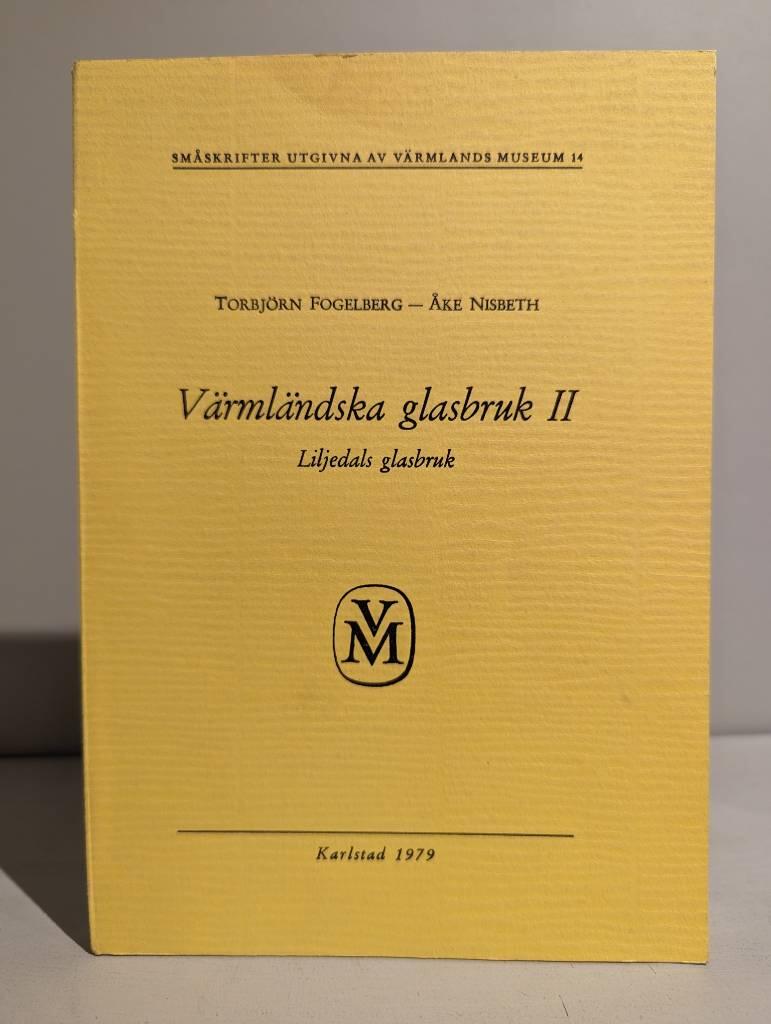 SMÅSKRIFTER UTGIVNA AV VÄRMLANDS MUSEUM 14
TORBJÖRN FOGELBERG — ÅKE NISBETH
Värmländska glasbruk II
Liljedals glasbruk
VM
Karlstad 1979